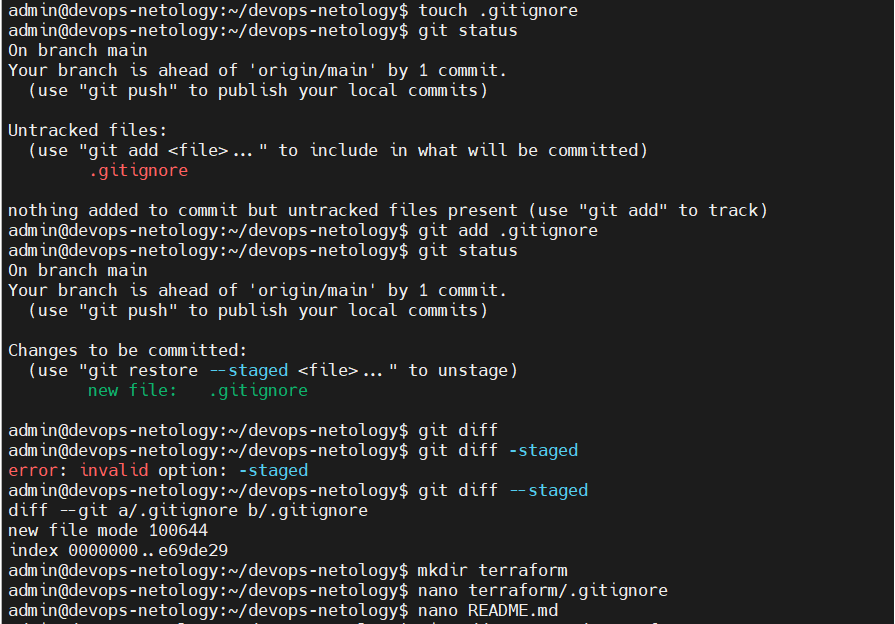 admin@devops-netology:~/devops-netology$ touch .gitignore
admin@devops-netology:~/devops-netology$ git status
On branch main
Your branch is ahead of 'origin/main' by 1 commit.
  (use "git push" to publish your local commits)
Untracked files:
  (use "git add <file>..." to include in what will be committed)
        .gitignore
nothing added to commit but untracked files present (use "git add" to track)
admin@devops-netology:~/devops-netology$ git add .gitignore
admin@devops-netology:~/devops-netology$ git status
On branch main
Your branch is ahead of 'origin/main' by 1 commit.
  (use "git push" to publish your local commits)
Changes to be committed:
  (use "git restore --staged <file>..." to unstage)
        new file:   .gitignore
admin@devops-netology:~/devops-netology$ git diff
admin@devops-netology:~/devops-netology$ git diff -staged
error: invalid option: -staged
admin@devops-netology:~/devops-netology$ git diff --staged
diff --git a/.gitignore b/.gitignore
new file mode 100644
index 0000000..e69de29
admin@devops-netology:~/devops-netology$ mkdir terraform
admin@devops-netology:~/devops-netology$ nano terraform/.gitignore
admin@devops-netology:~/devops-netology$ nano README.md